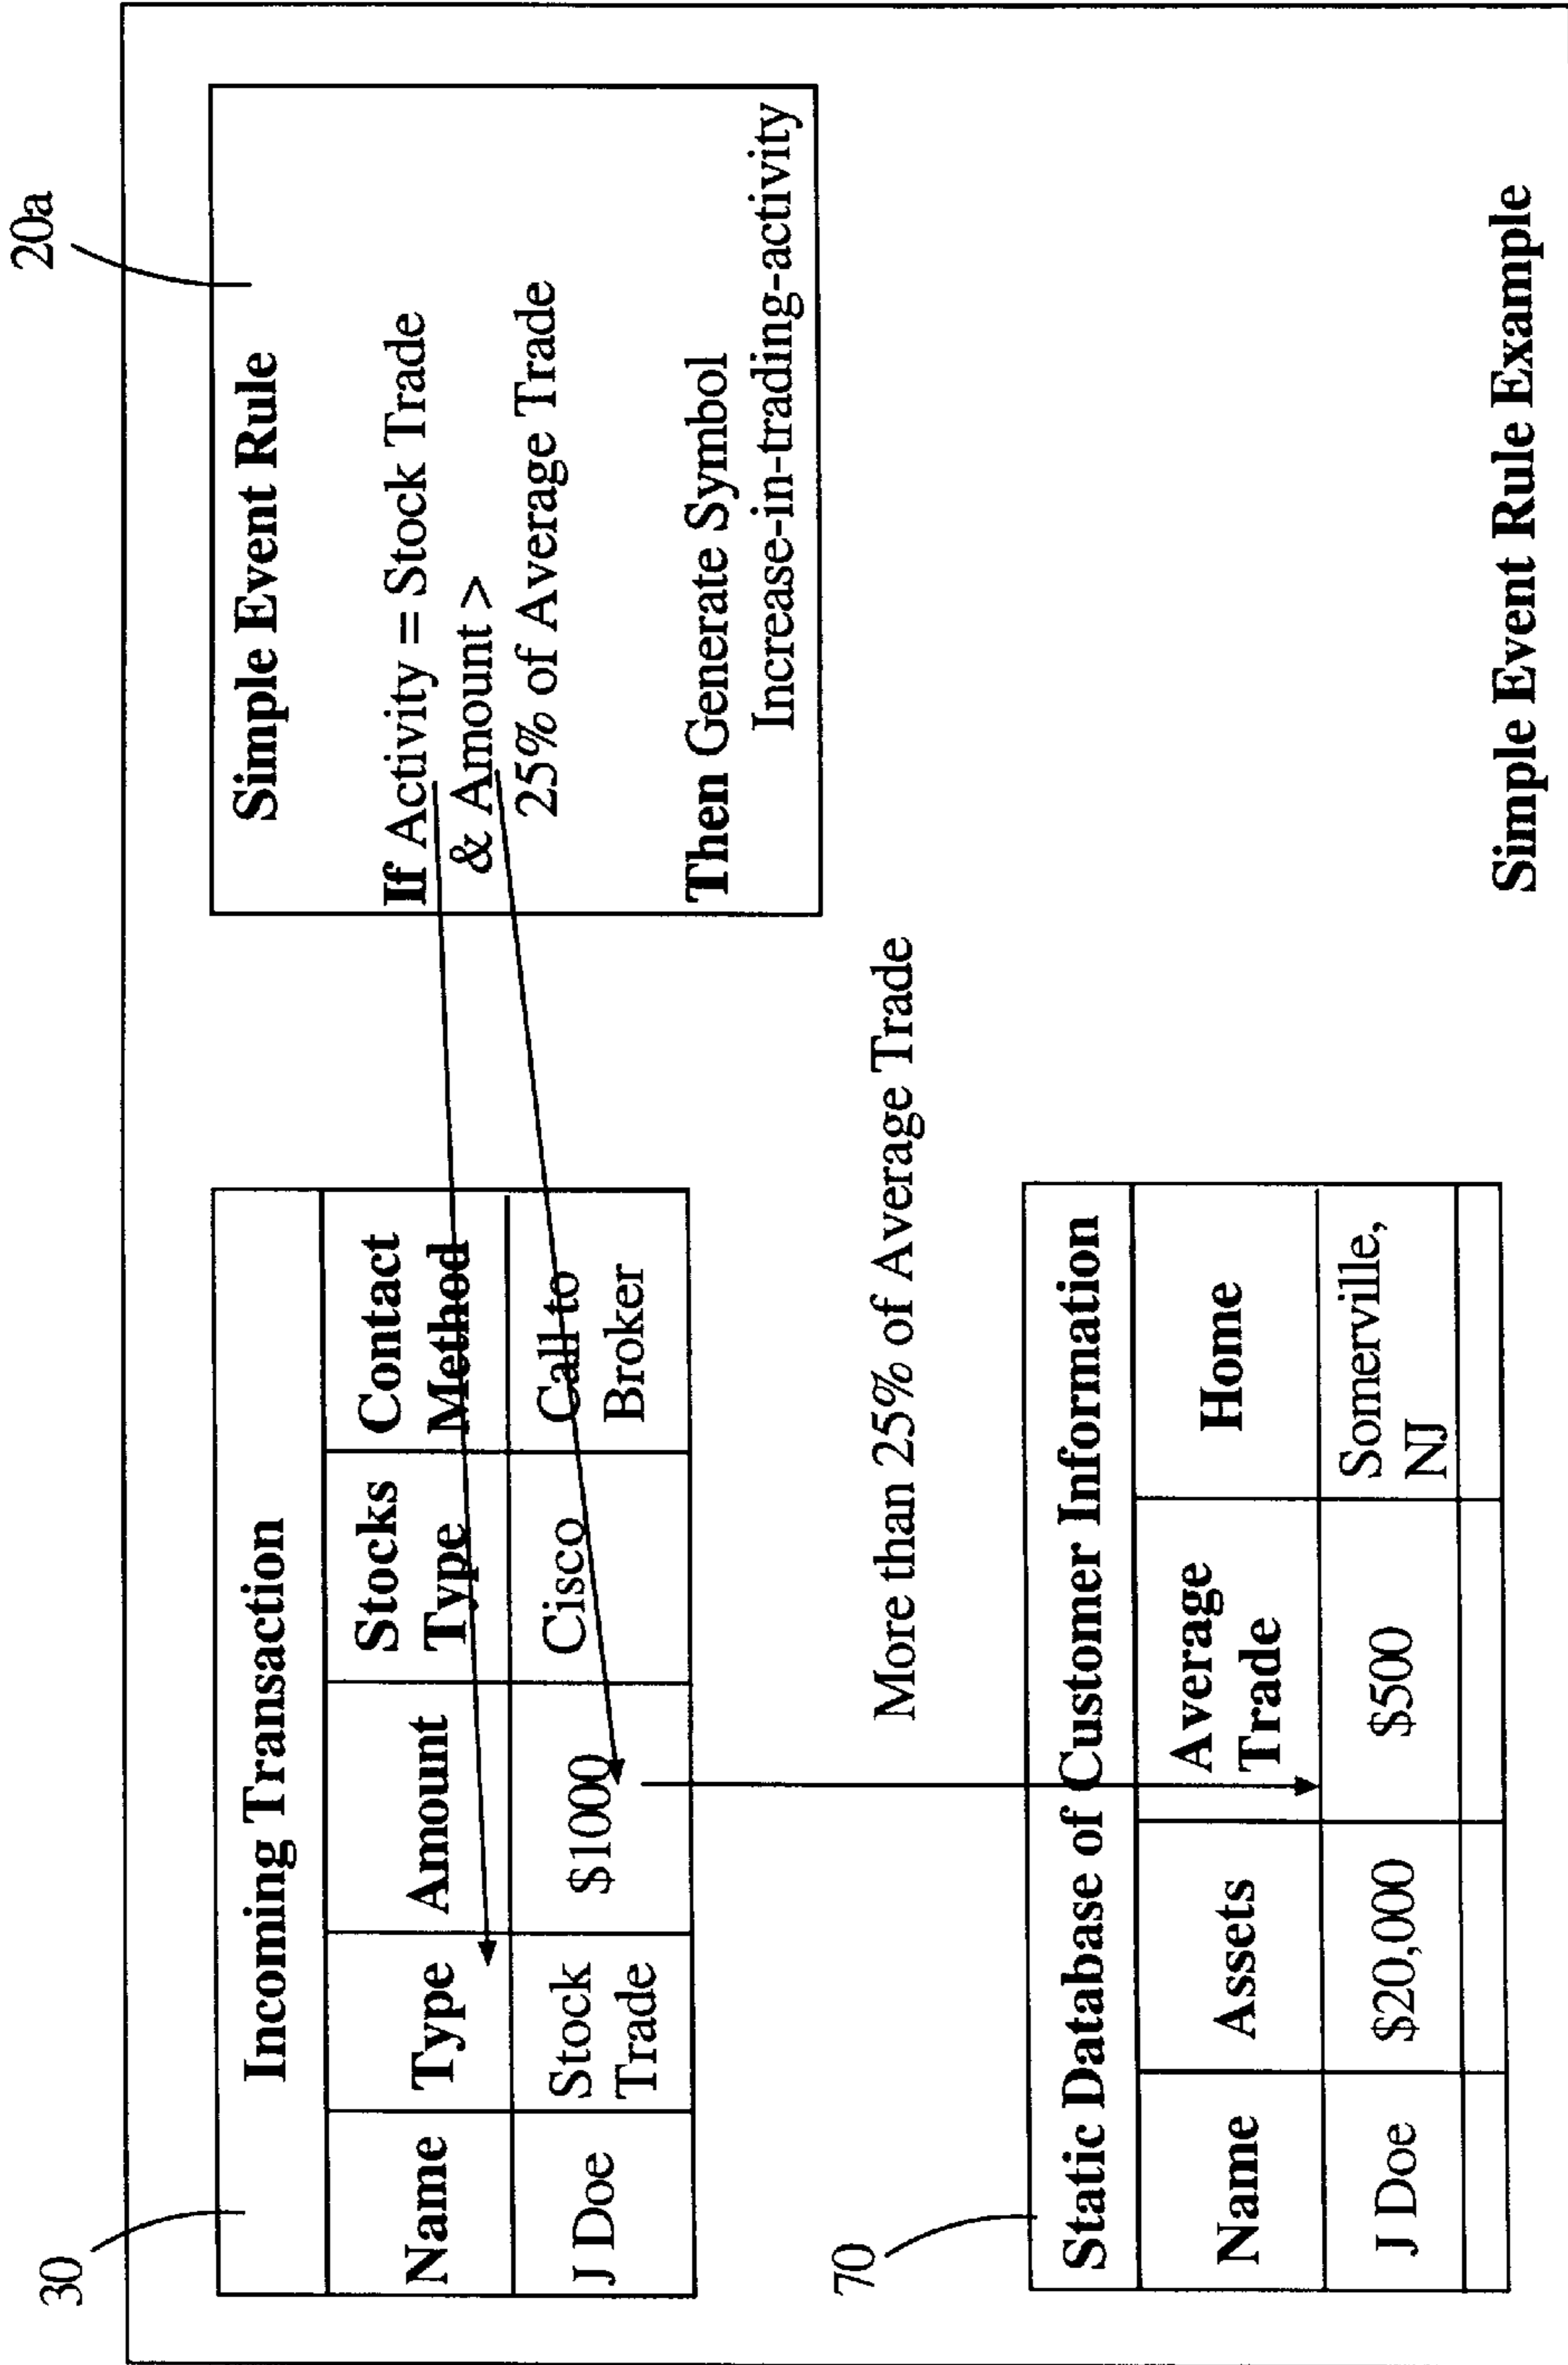 20a
30
Incoming Transaction
Name Type Amount Stocks Type Contact Method
J Doe Stock Trade $1000 Cisco Call to Broker
Simple Event Rule
If Activity = Stock Trade
& Amount >
25% of Average Trade
Then Generate Symbol
Increase-in-trading-activity
More than 25% of Average Trade
70
Static Database of Customer Information
Name Assets Average Trade Home
J Doe $20,000 $500 Somerville, NJ
Simple Event Rule Example